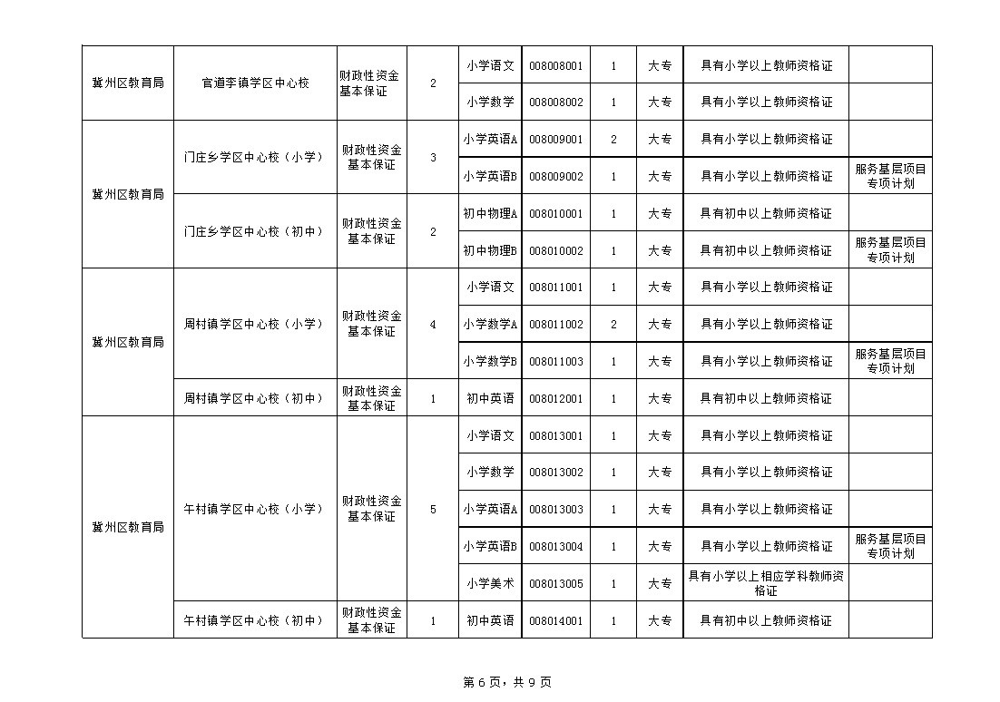 冀州区教育局 官道李镇学区中心校 财政性资金基本保证 2 小学语文 008008001 1 大专 具有小学以上教师资格证
小学数学 008008002 1 大专 具有小学以上教师资格证
冀州区教育局 门庄乡学区中心校（小学） 财政性资金基本保证 3 小学英语A 008009001 2 大专 具有小学以上教师资格证
小学英语B 008009002 1 大专 具有小学以上教师资格证 服务基层项目专项计划
门庄乡学区中心校（初中） 财政性资金基本保证 2 初中物理A 008010001 1 大专 具有初中以上教师资格证
初中物理B 008010002 1 大专 具有初中以上教师资格证 服务基层项目专项计划
冀州区教育局 周村镇学区中心校（小学） 财政性资金基本保证 4 小学语文 008011001 1 大专 具有小学以上教师资格证
小学数学A 008011002 2 大专 具有小学以上教师资格证
小学数学B 008011003 1 大专 具有小学以上教师资格证 服务基层项目专项计划
周村镇学区中心校（初中） 财政性资金基本保证 1 初中英语 008012001 1 大专 具有初中以上教师资格证
冀州区教育局 午村镇学区中心校（小学） 财政性资金基本保证 5 小学语文 008013001 1 大专 具有小学以上教师资格证
小学数学 008013002 1 大专 具有小学以上教师资格证
小学英语A 008013003 1 大专 具有小学以上教师资格证
小学英语B 008013004 1 大专 具有小学以上教师资格证 服务基层项目专项计划
小学美术 008013005 1 大专 具有小学以上相应学科教师资格证
午村镇学区中心校（初中） 财政性资金基本保证 1 初中英语 008014001 1 大专 具有初中以上教师资格证
第 6 页，共 9 页